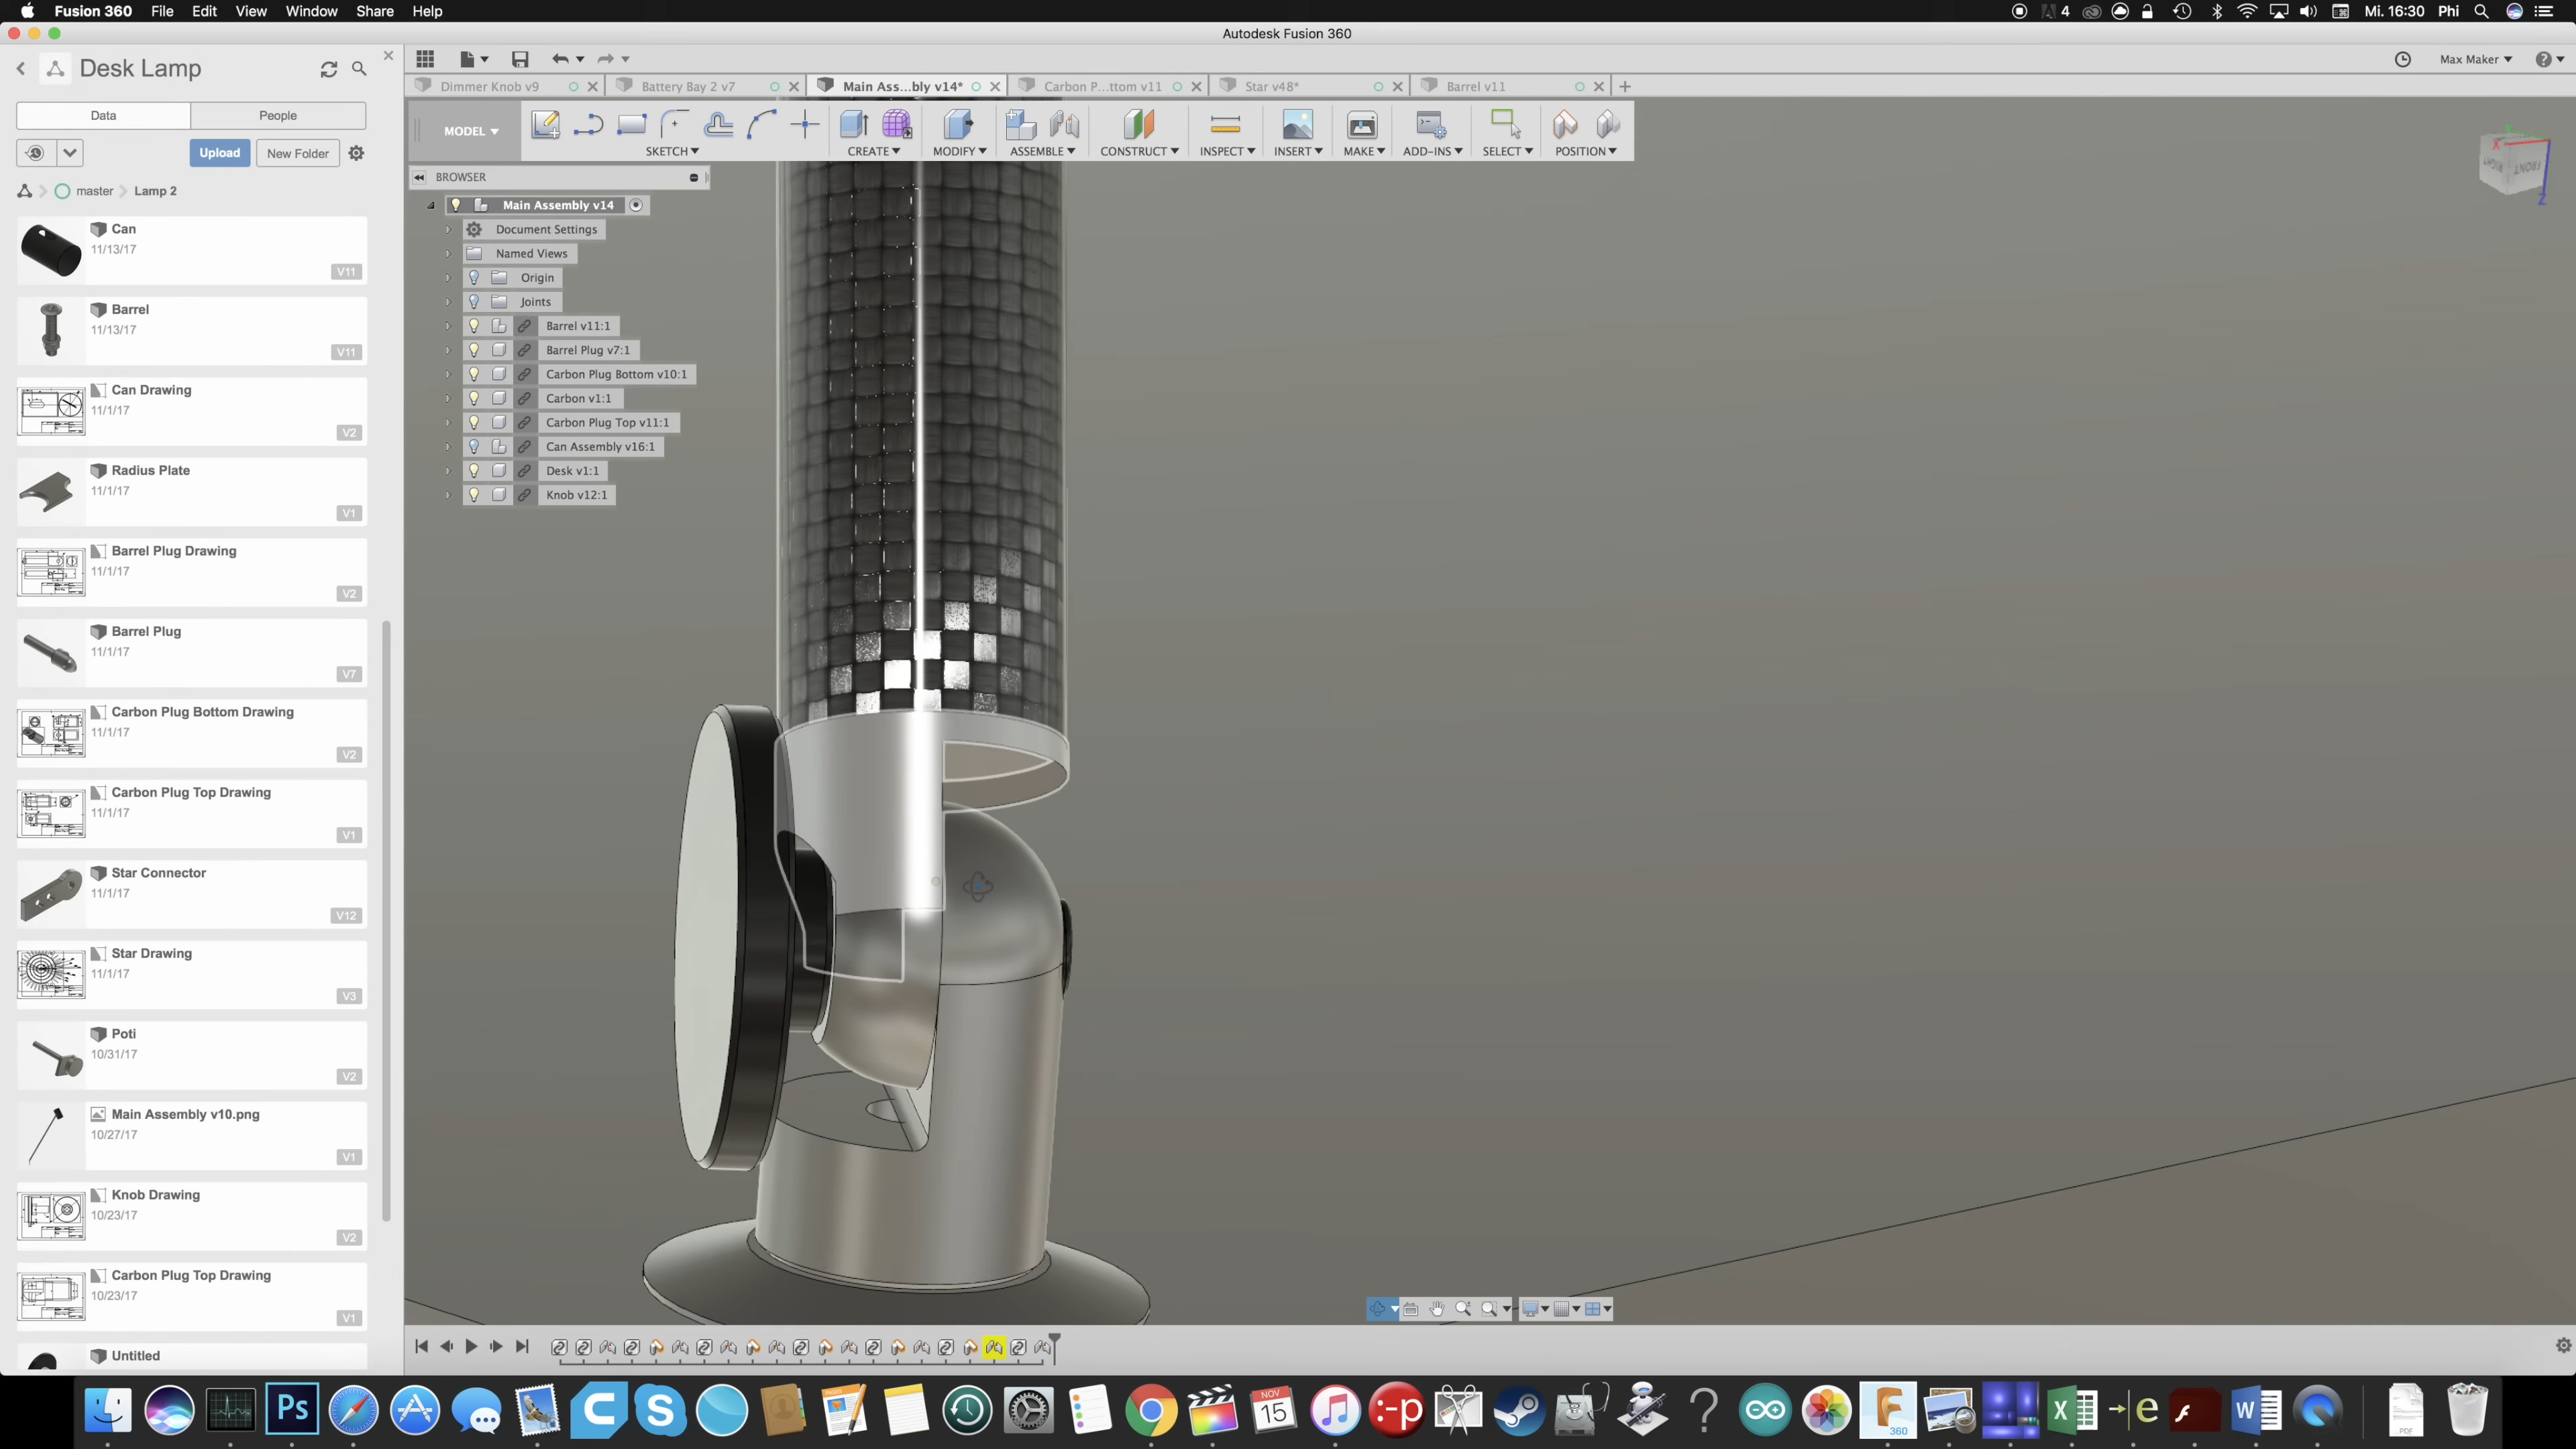 Fusion 360 File Edit View Window Share Help
4 Mi. 16:30 Phi
Autodesk Fusion 360
Desk Lamp
Max Maker
Dimmer Knob v9
Battery Bay 2 v7
Main Ass...bly v14*
Carbon P...ttom v11
Star v48*
Barrel v11
Data
People
MODEL
SKETCH
CREATE
MODIFY
ASSEMBLE
CONSTRUCT
INSPECT
INSERT
MAKE
ADD-INS
SELECT
POSITION
Upload
New Folder
master
Lamp 2
BROWSER
Main Assembly v14
Document Settings
Named Views
Origin
Joints
Barrel v11:1
Barrel Plug v7:1
Carbon Plug Bottom v10:1
Carbon v1:1
Carbon Plug Top v11:1
Can Assembly v16:1
Desk v1:1
Knob v12:1
RIGHT
FRONT
X
Z
Can
11/13/17
V11
Barrel
11/13/17
V11
Can Drawing
11/1/17
V2
Radius Plate
11/1/17
V1
Barrel Plug Drawing
11/1/17
V2
Barrel Plug
11/1/17
V7
Carbon Plug Bottom Drawing
11/1/17
V2
Carbon Plug Top Drawing
11/1/17
V1
Star Connector
11/1/17
V12
Star Drawing
11/1/17
V3
Poti
10/31/17
V2
Main Assembly v10.png
10/27/17
V1
Knob Drawing
10/23/17
V2
Carbon Plug Top Drawing
10/23/17
V1
Untitled
Ps
NOV
15
:-p
?
360
X
e
W
PDF